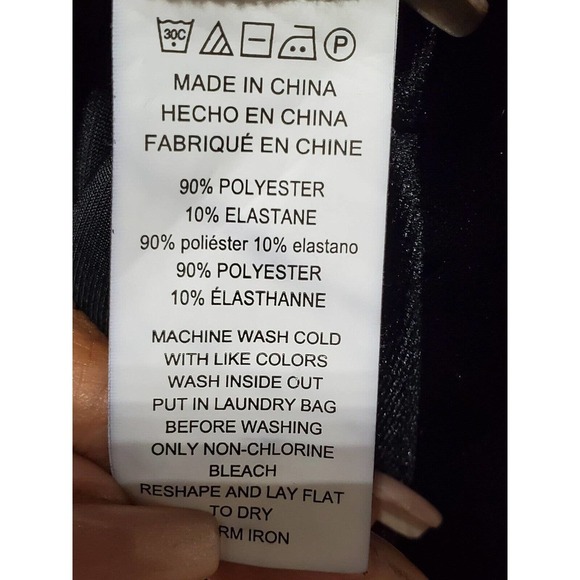 30C P
MADE IN CHINA
HECHO EN CHINA
FABRIQUÉ EN CHINE
90% POLYESTER
10% ELASTANE
90% poliéster 10% elastano
90% POLYESTER
10% ÉLASTHANNE
MACHINE WASH COLD
WITH LIKE COLORS
WASH INSIDE OUT
PUT IN LAUNDRY BAG
BEFORE WASHING
ONLY NON-CHLORINE
BLEACH
RESHAPE AND LAY FLAT
TO DRY
IRON